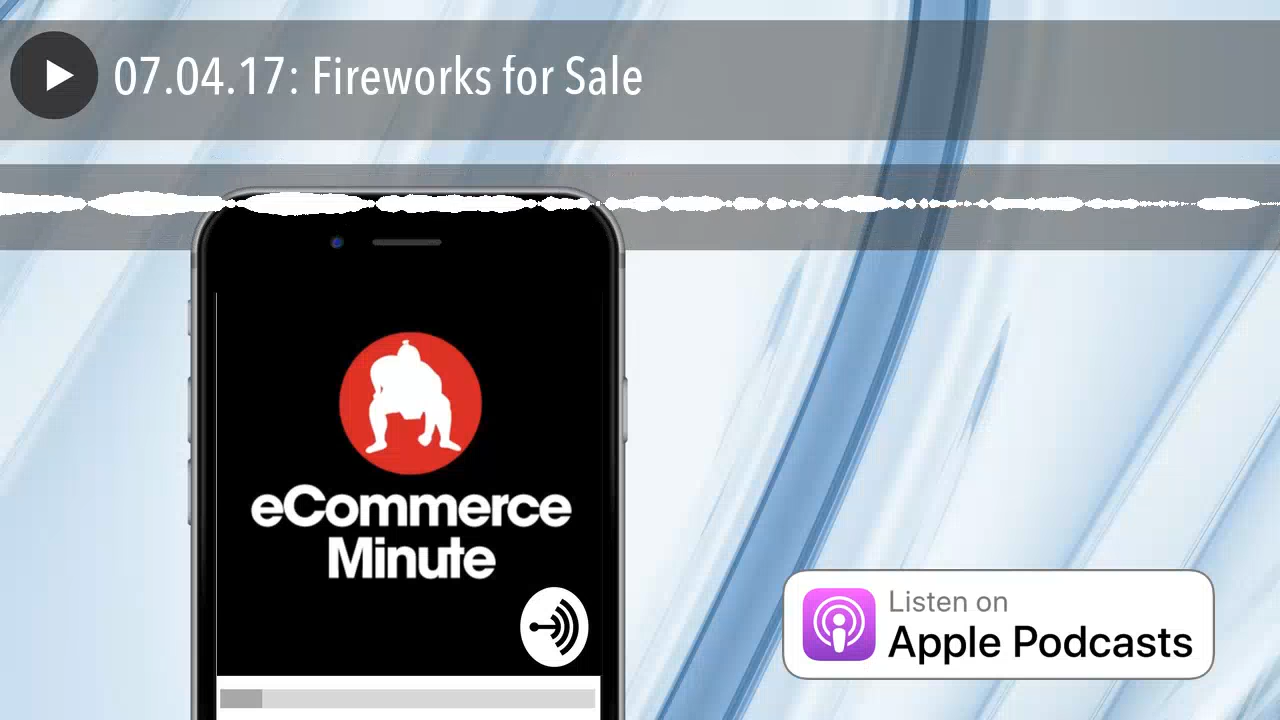 07.04.17: Fireworks for Sale
eCommerce
Minute
Listen on
Apple Podcasts